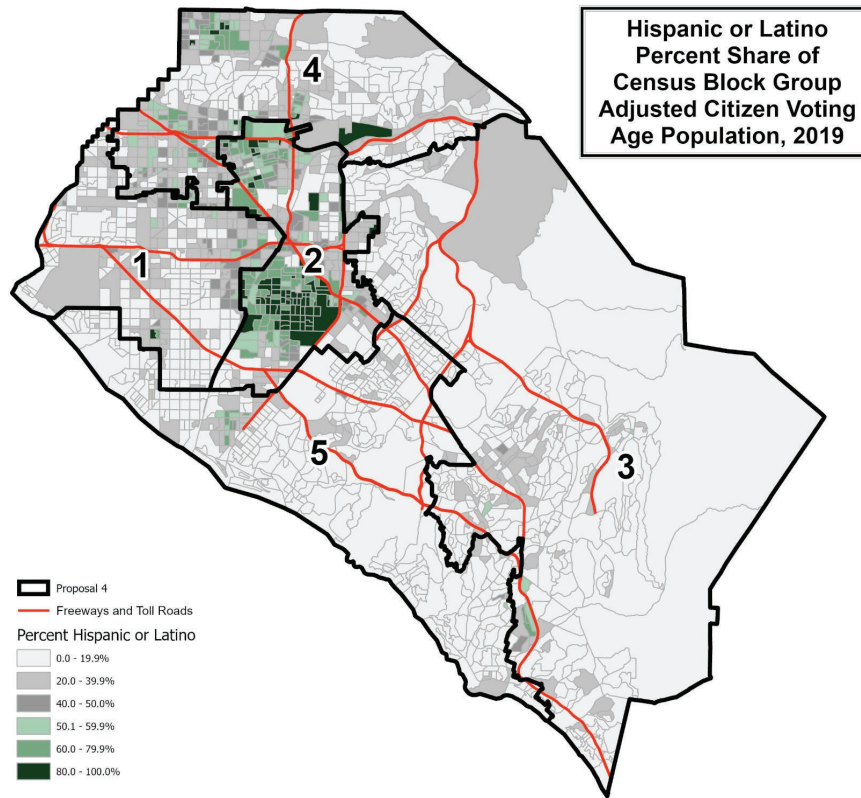 Hispanic or Latino
Percent Share of
Census Block Group
Adjusted Citizen Voting
Age Population, 2019
4
1
2
5
3
Proposal 4
Freeways and Toll Roads
Percent Hispanic or Latino
0.0 - 19.9%
20.0 - 39.9%
40.0 - 50.0%
50.1 - 59.9%
60.0 - 79.9%
80.0 - 100.0%